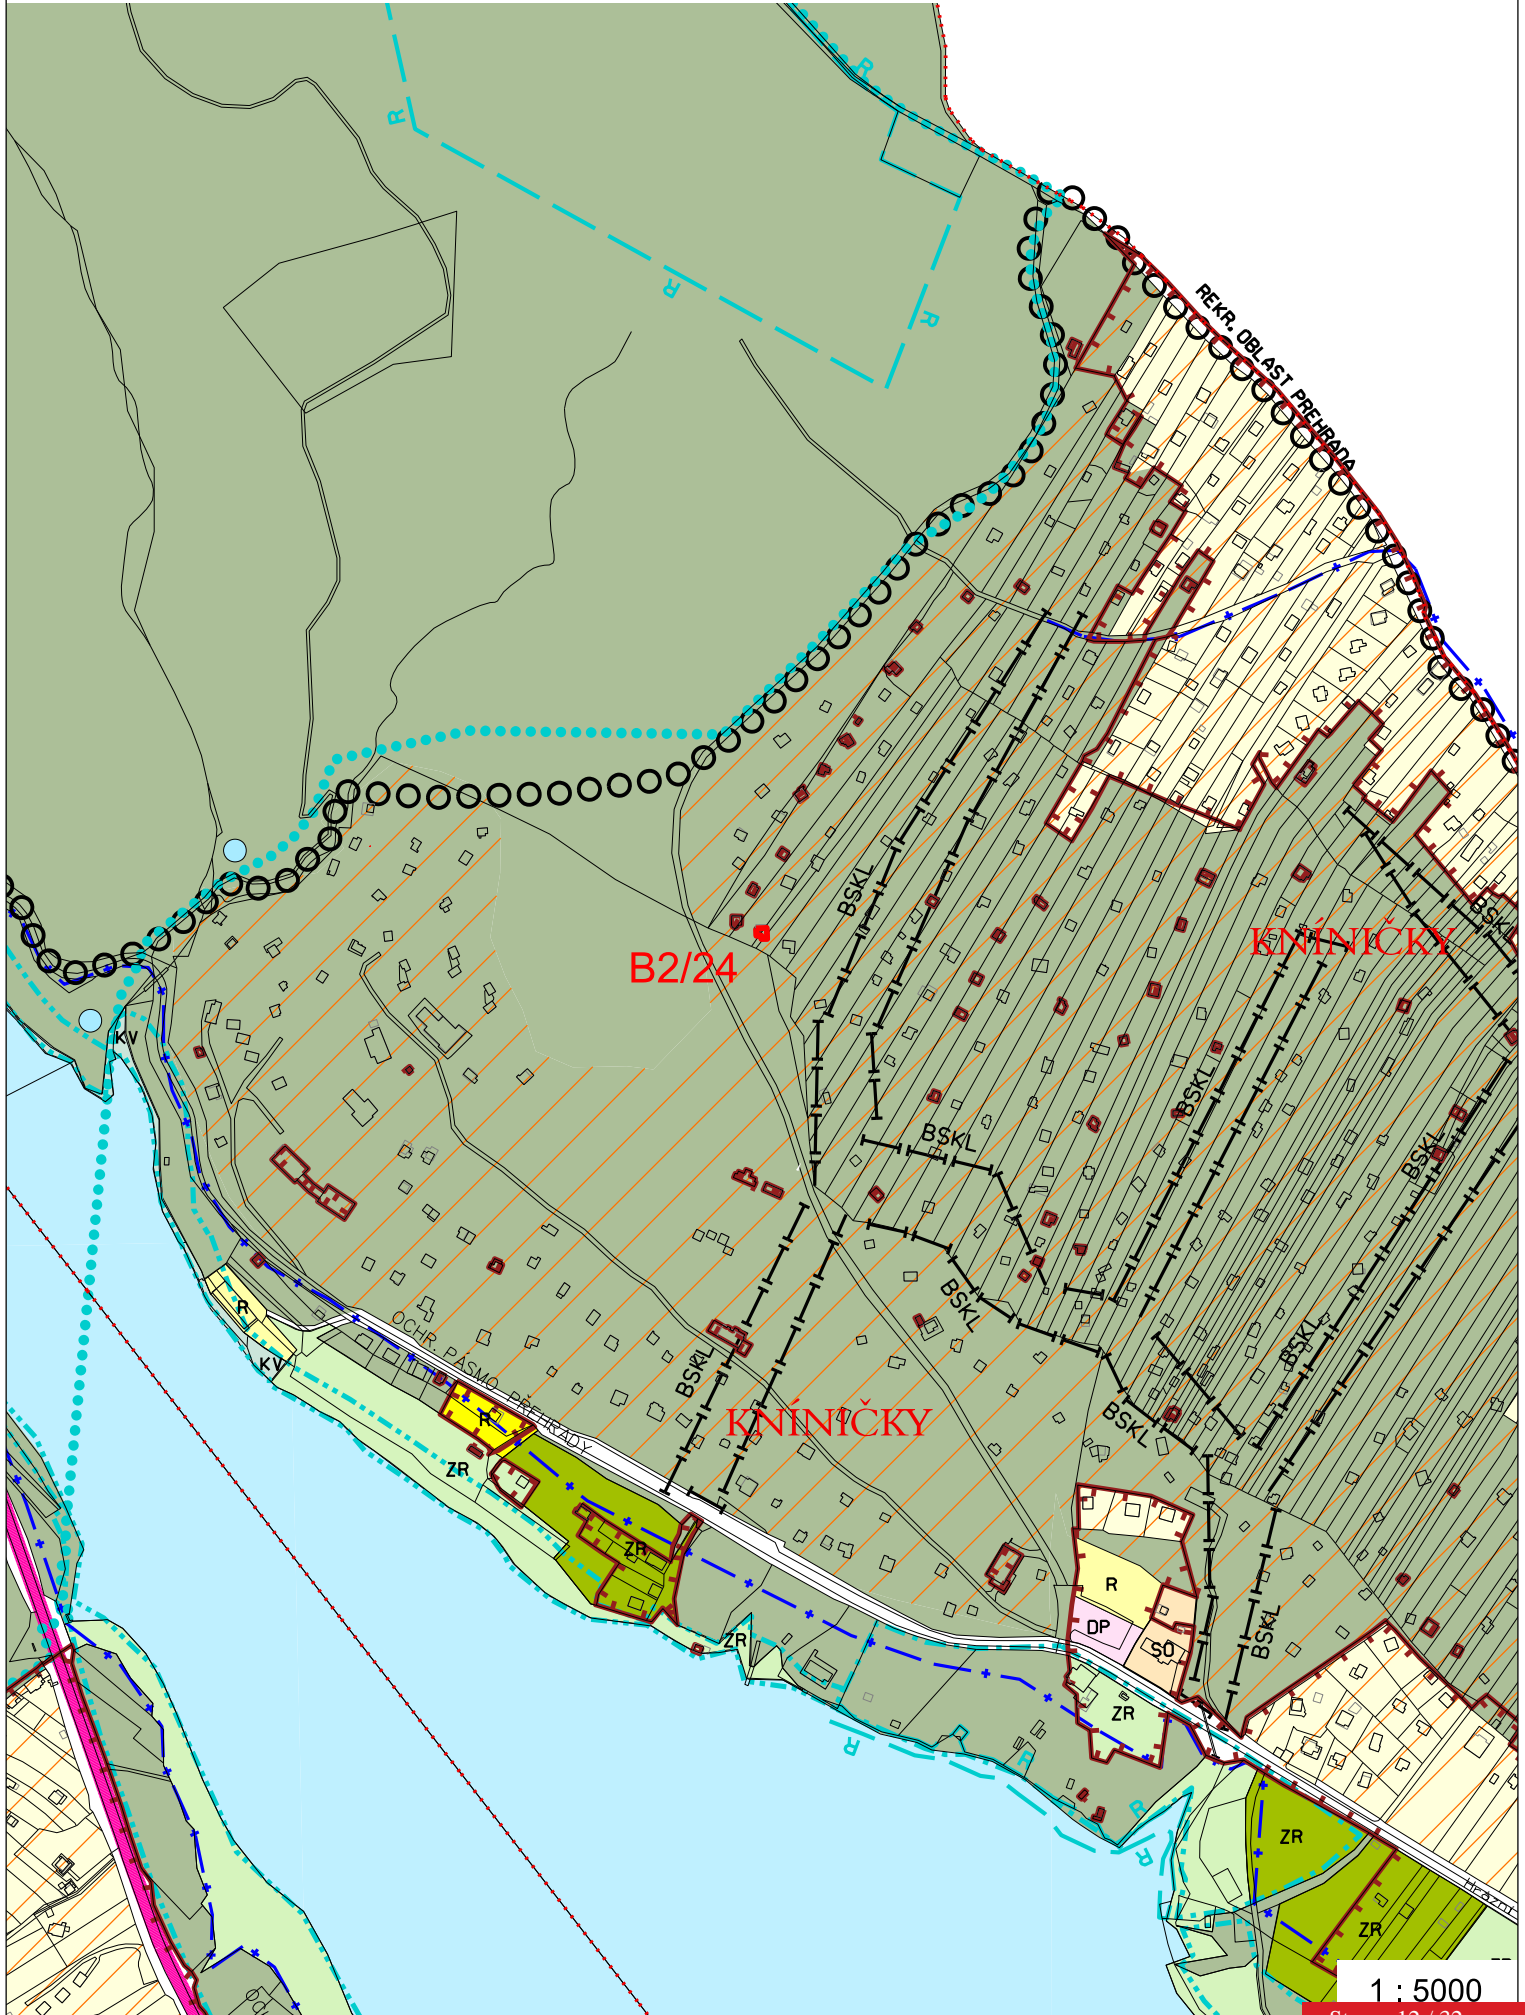 R
R
R
R
REKR. OBLAST PREHRADA
BSKL
KNÍNIČKY
BSKL
B2/24
KV
BSKL
BSKL
BSKL
R
OCHR. PÁSMO PŘEHRADY
BSKL
BSKL
KV
BSKL
R
KNÍNIČKY
BSKL
ZR
ZR
R
DP
SO
BSKL
ZR
ZR
R
R
R
R
ZR
ZR
1 : 5000